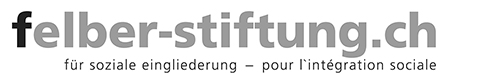 felber-stiftung.ch
für soziale eingliederung – pour l`intégration sociale